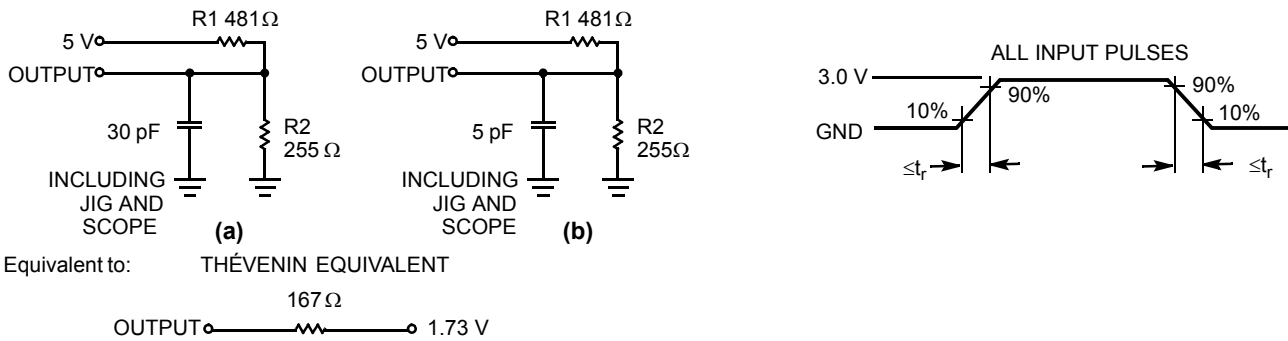 R1 481Ω
5 V
OUTPUT
30 pF
R2
255 Ω
INCLUDING
JIG AND
SCOPE
(a)
R1 481Ω
5 V
OUTPUT
5 pF
R2
255Ω
INCLUDING
JIG AND
SCOPE
(b)
ALL INPUT PULSES
3.0 V
GND
10%
90%
90%
10%
≤tr
≤tr
Equivalent to: THÉVENIN EQUIVALENT
167 Ω
OUTPUT 1.73 V